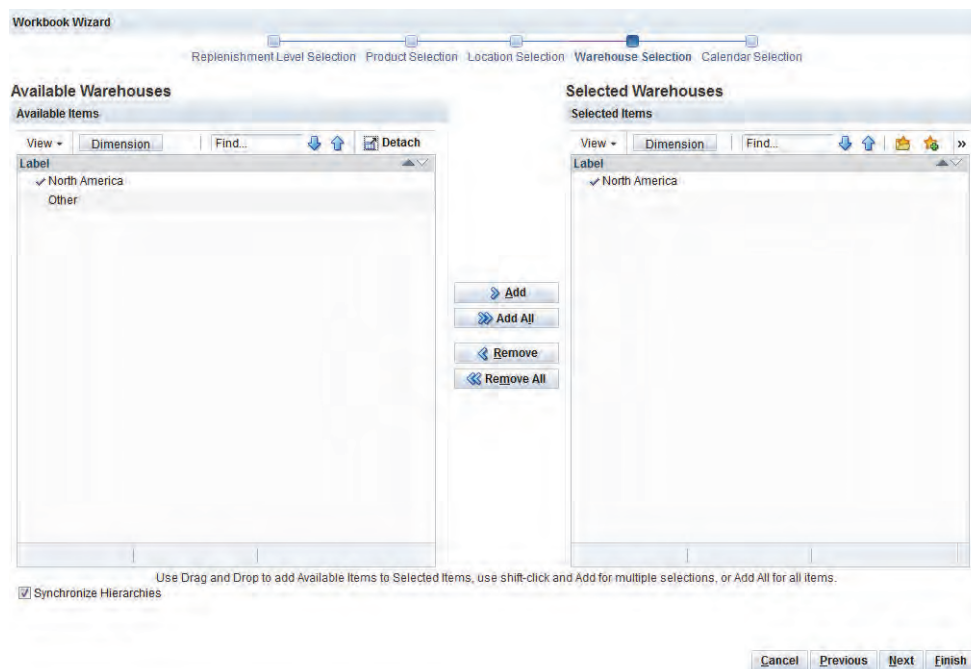 Workbook Wizard
Replenishment Level Selection Product Selection Location Selection Warehouse Selection Calendar Selection
Available Warehouses
Available Items
View Dimension Find... Detach
Label
North America
Other
Add
Add All
Remove
Remove All
Selected Warehouses
Selected Items
View Dimension Find... »
Label
North America
Use Drag and Drop to add Available Items to Selected Items, use shift-click and Add for multiple selections, or Add All for all items.
Synchronize Hierarchies
Cancel Previous Next Finish